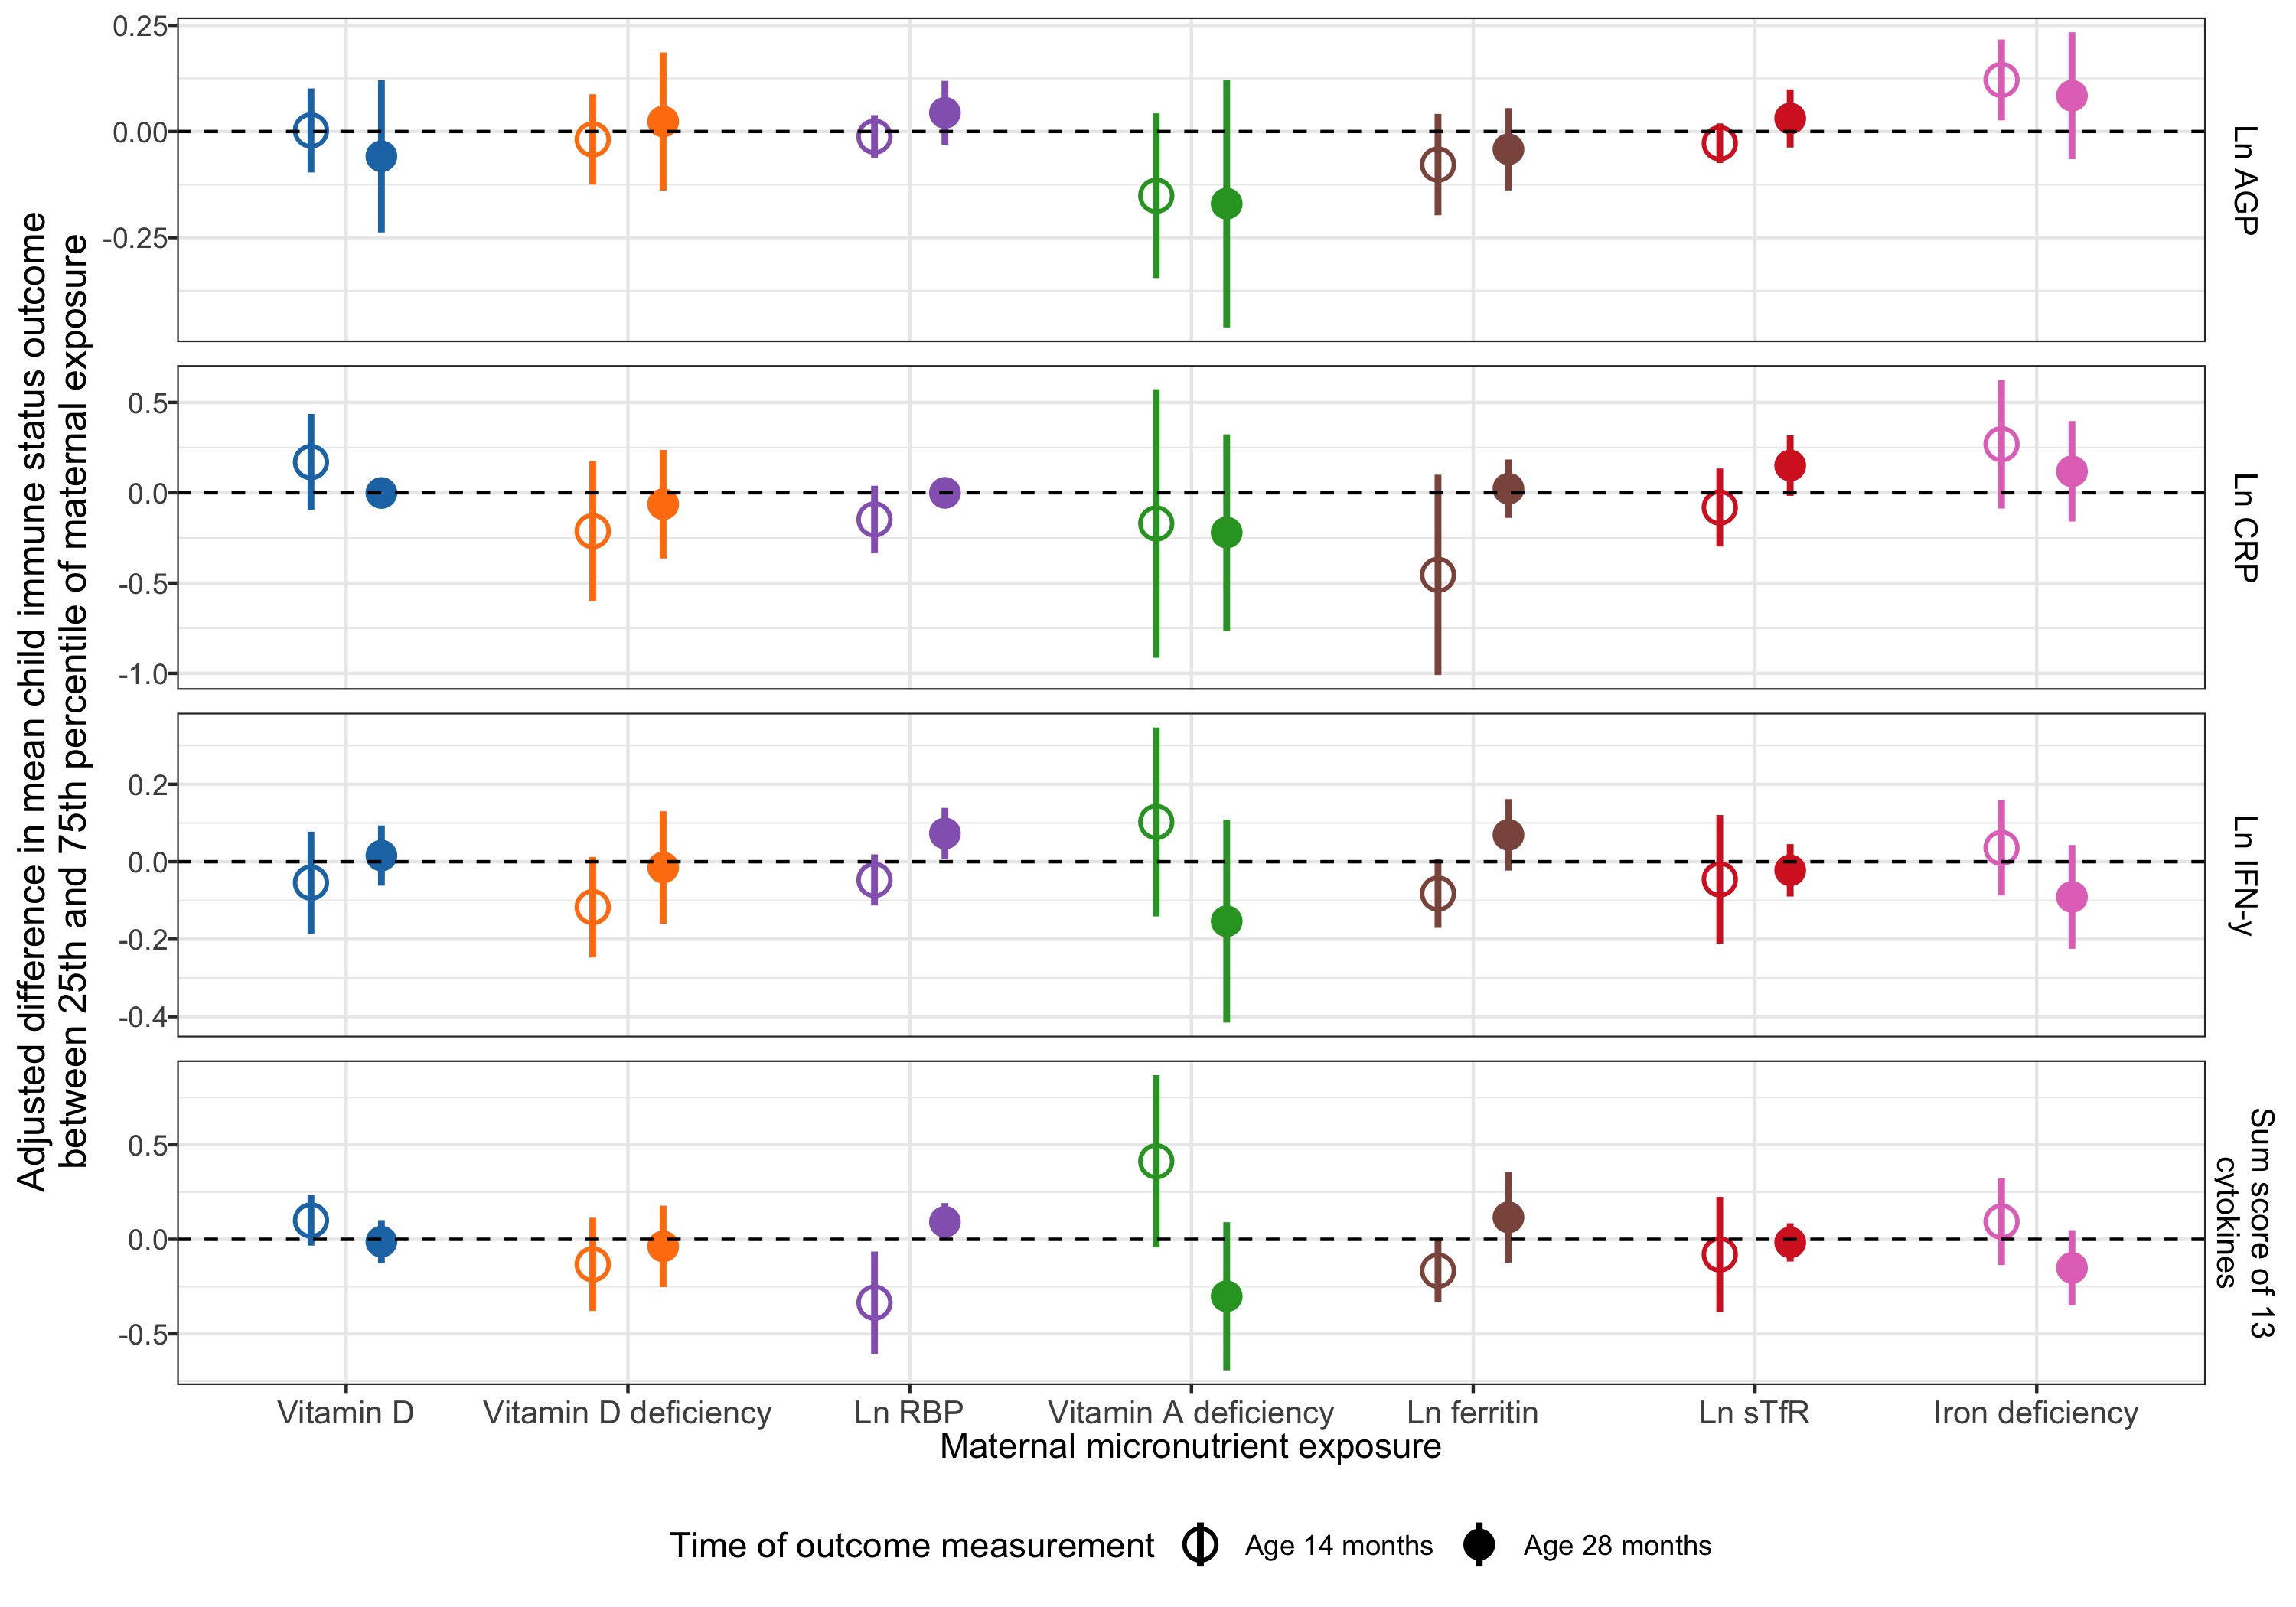 Adjusted difference in mean child immune status outcome
between 25th and 75th percentile of maternal exposure
0.25
0.00
-0.25
Ln AGP
0.5
0.0
-0.5
-1.0
Ln CRP
0.2
0.0
-0.2
-0.4
Ln IFN-y
0.5
0.0
-0.5
Sum score of 13
cytokines
Vitamin D
Vitamin D deficiency
Ln RBP
Vitamin A deficiency
Ln ferritin
Ln sTfR
Iron deficiency
Maternal micronutrient exposure
Time of outcome measurement
Age 14 months
Age 28 months